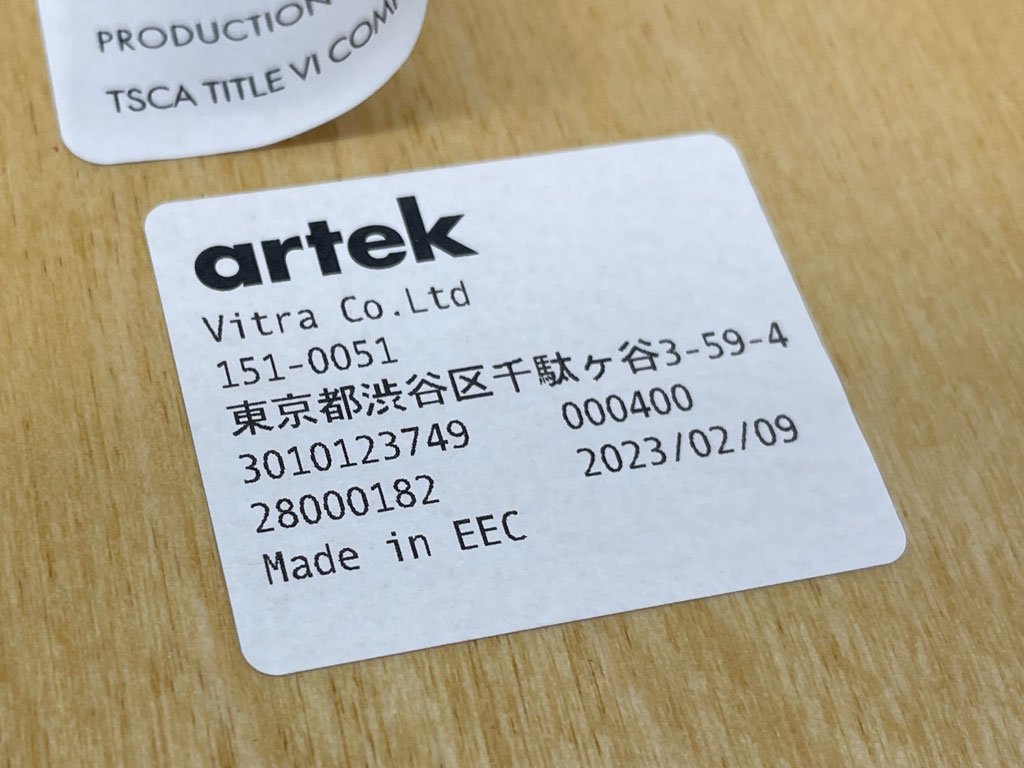 PRODUCTION
TSCA TITLE VI
artek
Vitra Co.Ltd
151-0051
東京都渋谷区千駄ヶ谷3-59-4
3010123749 000400
28000182 2023/02/09
Made in EEC